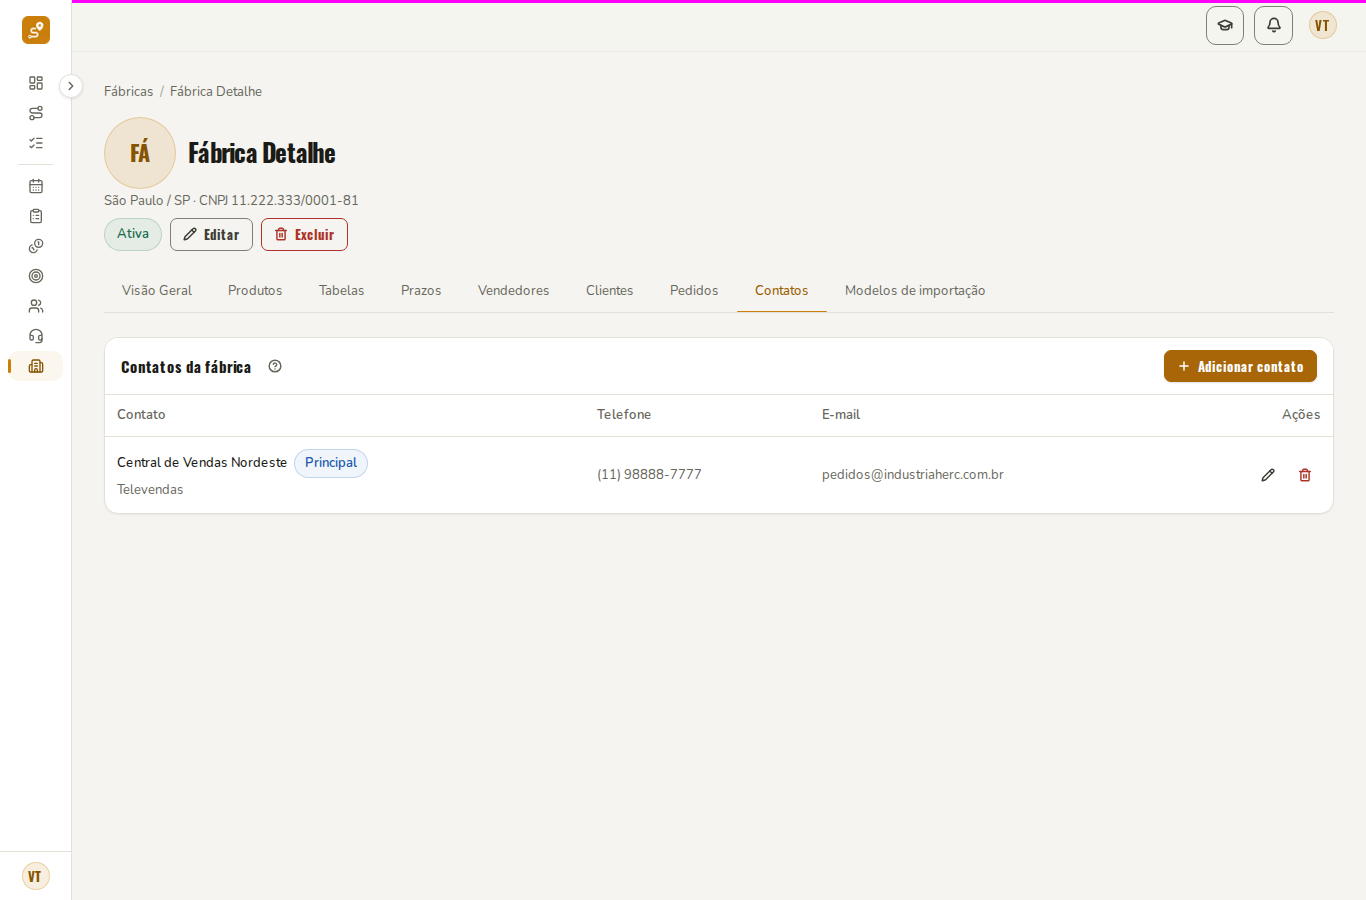 VT
Fábricas / Fábrica Detalhe
FÁ
Fábrica Detalhe
São Paulo / SP · CNPJ 11.222.333/0001-81
Ativa
Editar
Excluir
Visão Geral
Produtos
Tabelas
Prazos
Vendedores
Clientes
Pedidos
Contatos
Modelos de importação
Contatos da fábrica
Adicionar contato
Contato
Telefone
E-mail
Ações
Central de Vendas Nordeste
Principal
Televendas
(11) 98888-7777
pedidos@industriaherc.com.br
VT